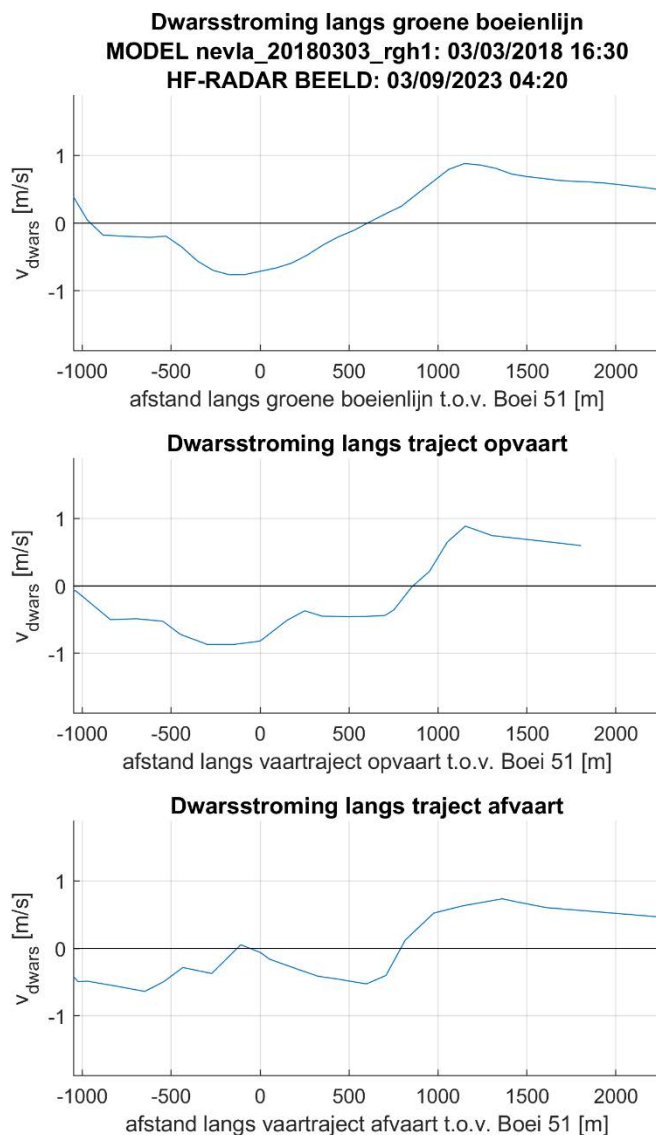 Dwarsstroming langs groene boeienlijn
MODEL nevla_20180303_rgh1: 03/03/2018 16:30
HF-RADAR BEELD: 03/09/2023 04:20
1
0
-1
v_dwars [m/s]
-1000 -500 0 500 1000 1500 2000
afstand langs groene boeienlijn t.o.v. Boei 51 [m]
Dwarsstroming langs traject opvaart
1
0
-1
v_dwars [m/s]
-1000 -500 0 500 1000 1500 2000
afstand langs vaartraject opvaart t.o.v. Boei 51 [m]
Dwarsstroming langs traject afvaart
1
0
-1
v_dwars [m/s]
-1000 -500 0 500 1000 1500 2000
afstand langs vaartraject afvaart t.o.v. Boei 51 [m]